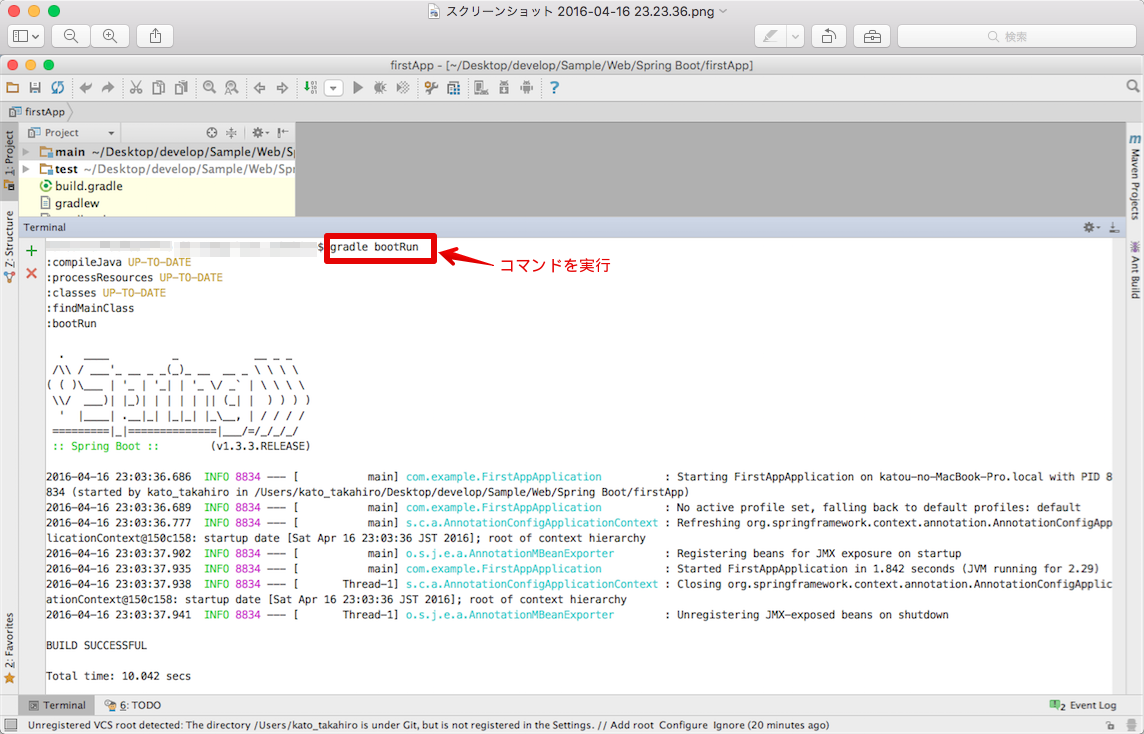 スクリーンショット 2016-04-16 23.23.36.png
検索
firstApp - [~/Desktop/develop/Sample/Web/Spring Boot/firstApp]
firstApp
1: Project
Project
main ~/Desktop/develop/Sample/Web/Sp
test ~/Desktop/develop/Sample/Web/Spr
build.gradle
gradlew
Maven Projects
Ant Build
Z: Structure
2: Favorites
Terminal
$ gradle bootRun
コマンドを実行
:compileJava UP-TO-DATE
:processResources UP-TO-DATE
:classes UP-TO-DATE
:findMainClass
:bootRun
  .   ____          _            __ _ _
 /\\ / ___'_ __ _ _(_)_ __  __ _ \ \ \ \
( ( )\___ | '_ | '_| | '_ \/ _` | \ \ \ \
 \\/  ___)| |_)| | | | | || (_| |  ) ) ) )
  '  |____| .__|_| |_|_| |_\__, | / / / /
 =========|_|==============|___/=/_/_/_/
 :: Spring Boot ::        (v1.3.3.RELEASE)
2016-04-16 23:03:36.686  INFO 8834 --- [           main] com.example.FirstAppApplication          : Starting FirstAppApplication on katou-no-MacBook-Pro.local with PID 8
834 (started by kato_takahiro in /Users/kato_takahiro/Desktop/develop/Sample/Web/Spring Boot/firstApp)
2016-04-16 23:03:36.689  INFO 8834 --- [           main] com.example.FirstAppApplication          : No active profile set, falling back to default profiles: default
2016-04-16 23:03:36.777  INFO 8834 --- [           main] s.c.a.AnnotationConfigApplicationContext : Refreshing org.springframework.context.annotation.AnnotationConfigApp
licationContext@150c158: startup date [Sat Apr 16 23:03:36 JST 2016]; root of context hierarchy
2016-04-16 23:03:37.902  INFO 8834 --- [           main] o.s.j.e.a.AnnotationMBeanExporter        : Registering beans for JMX exposure on startup
2016-04-16 23:03:37.935  INFO 8834 --- [           main] com.example.FirstAppApplication          : Started FirstAppApplication in 1.842 seconds (JVM running for 2.29)
2016-04-16 23:03:37.938  INFO 8834 --- [       Thread-1] s.c.a.AnnotationConfigApplicationContext : Closing org.springframework.context.annotation.AnnotationConfigApplic
ationContext@150c158: startup date [Sat Apr 16 23:03:36 JST 2016]; root of context hierarchy
2016-04-16 23:03:37.941  INFO 8834 --- [       Thread-1] o.s.j.e.a.AnnotationMBeanExporter        : Unregistering JMX-exposed beans on shutdown
BUILD SUCCESSFUL
Total time: 10.042 secs
Terminal
6: TODO
2 Event Log
Unregistered VCS root detected: The directory /Users/kato_takahiro is under Git, but is not registered in the Settings. // Add root Configure Ignore (20 minutes ago)